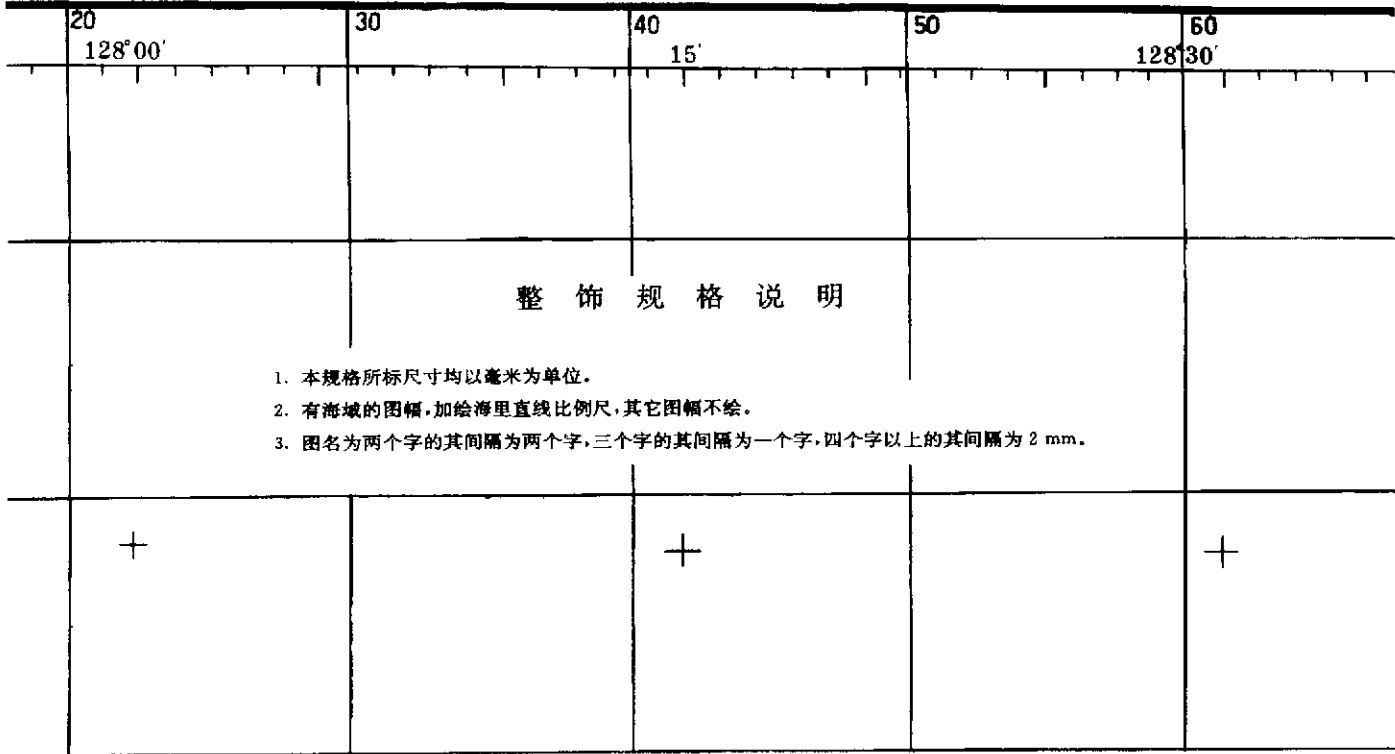 20 30 40 50 60
128°00′ 15′ 128°30′
整饰规格说明
1. 本规格所标尺寸均以毫米为单位。
2. 有海域的图幅,加绘海里直线比例尺,其它图幅不绘。
3. 图名为两个字的其间隔为两个字,三个字的其间隔为一个字,四个字以上的其间隔为 2 mm。